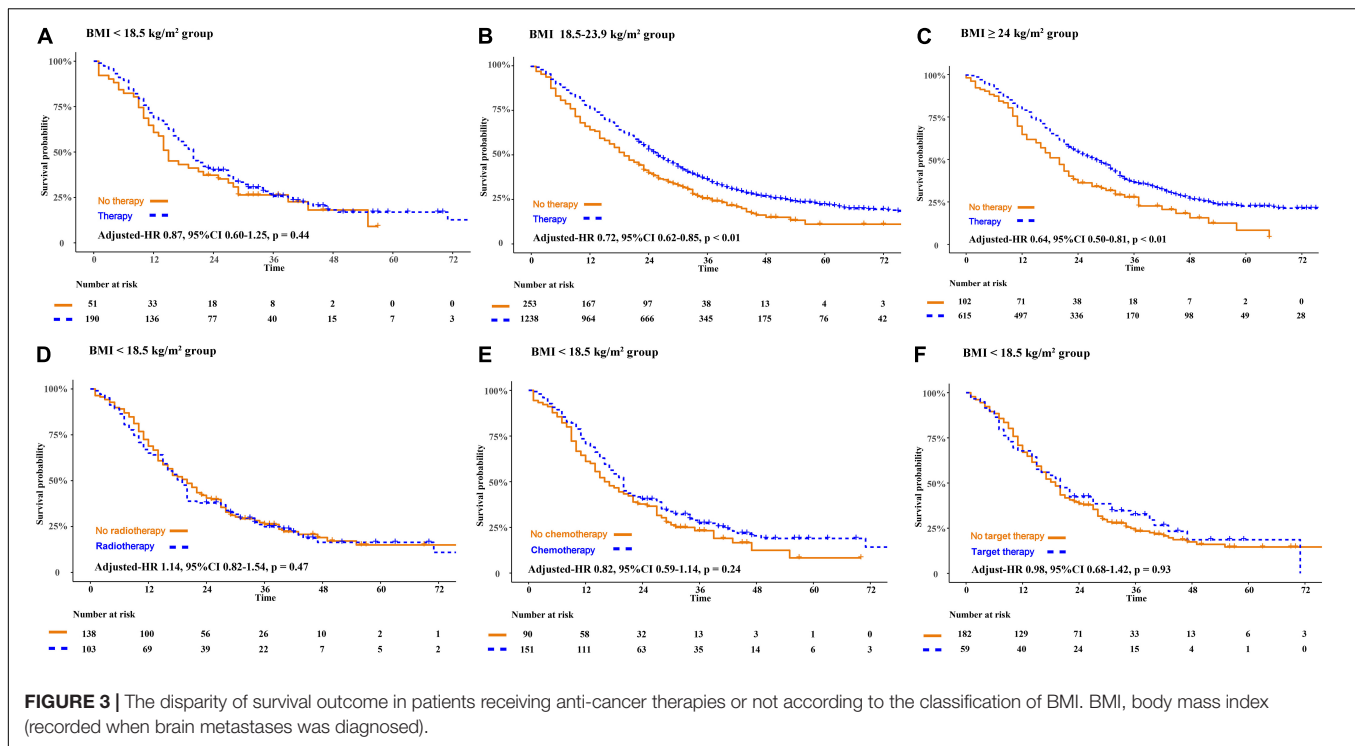 A BMI < 18.5 kg/m² group
100%
75%
50%
25%
0
Survival probability
No therapy
Therapy
Adjusted-HR 0.87, 95%CI 0.60-1.25, p = 0.44
0 12 24 36 48 60 72
Time
Number at risk
51 33 18 8 2 0 0
190 136 77 40 15 7 3
B BMI 18.5-23.9 kg/m² group
100%
75%
50%
25%
0
Survival probability
No therapy
Therapy
Adjusted-HR 0.72, 95%CI 0.62-0.85, p < 0.01
0 12 24 36 48 60 72
Time
Number at risk
253 167 97 38 13 4 3
1238 964 666 345 175 76 42
C BMI ≥ 24 kg/m² group
100%
75%
50%
25%
0
Survival probability
No therapy
Therapy
Adjusted-HR 0.64, 95%CI 0.50-0.81, p < 0.01
0 12 24 36 48 60 72
Time
Number at risk
102 71 38 18 7 2 0
615 497 336 170 98 49 28
D BMI < 18.5 kg/m² group
100%
75%
50%
25%
0
Survival probability
No radiotherapy
Radiotherapy
Adjusted-HR 1.14, 95%CI 0.82-1.54, p = 0.47
0 12 24 36 48 60 72
Time
Number at risk
138 100 56 26 10 2 1
103 69 39 22 7 5 2
E BMI < 18.5 kg/m² group
100%
75%
50%
25%
0
Survival probability
No chemotherapy
Chemotherapy
Adjusted-HR 0.82, 95%CI 0.59-1.14, p = 0.24
0 12 24 36 48 60 72
Time
Number at risk
90 58 32 13 3 1 0
151 111 63 35 14 6 3
F BMI < 18.5 kg/m² group
100%
75%
50%
25%
0
Survival probability
No target therapy
Target therapy
Adjust-HR 0.98, 95%CI 0.68-1.42, p = 0.93
0 12 24 36 48 60 72
Time
Number at risk
182 129 71 33 13 6 3
59 40 24 15 4 1 0
FIGURE 3 | The disparity of survival outcome in patients receiving anti-cancer therapies or not according to the classification of BMI. BMI, body mass index
(recorded when brain metastases was diagnosed).